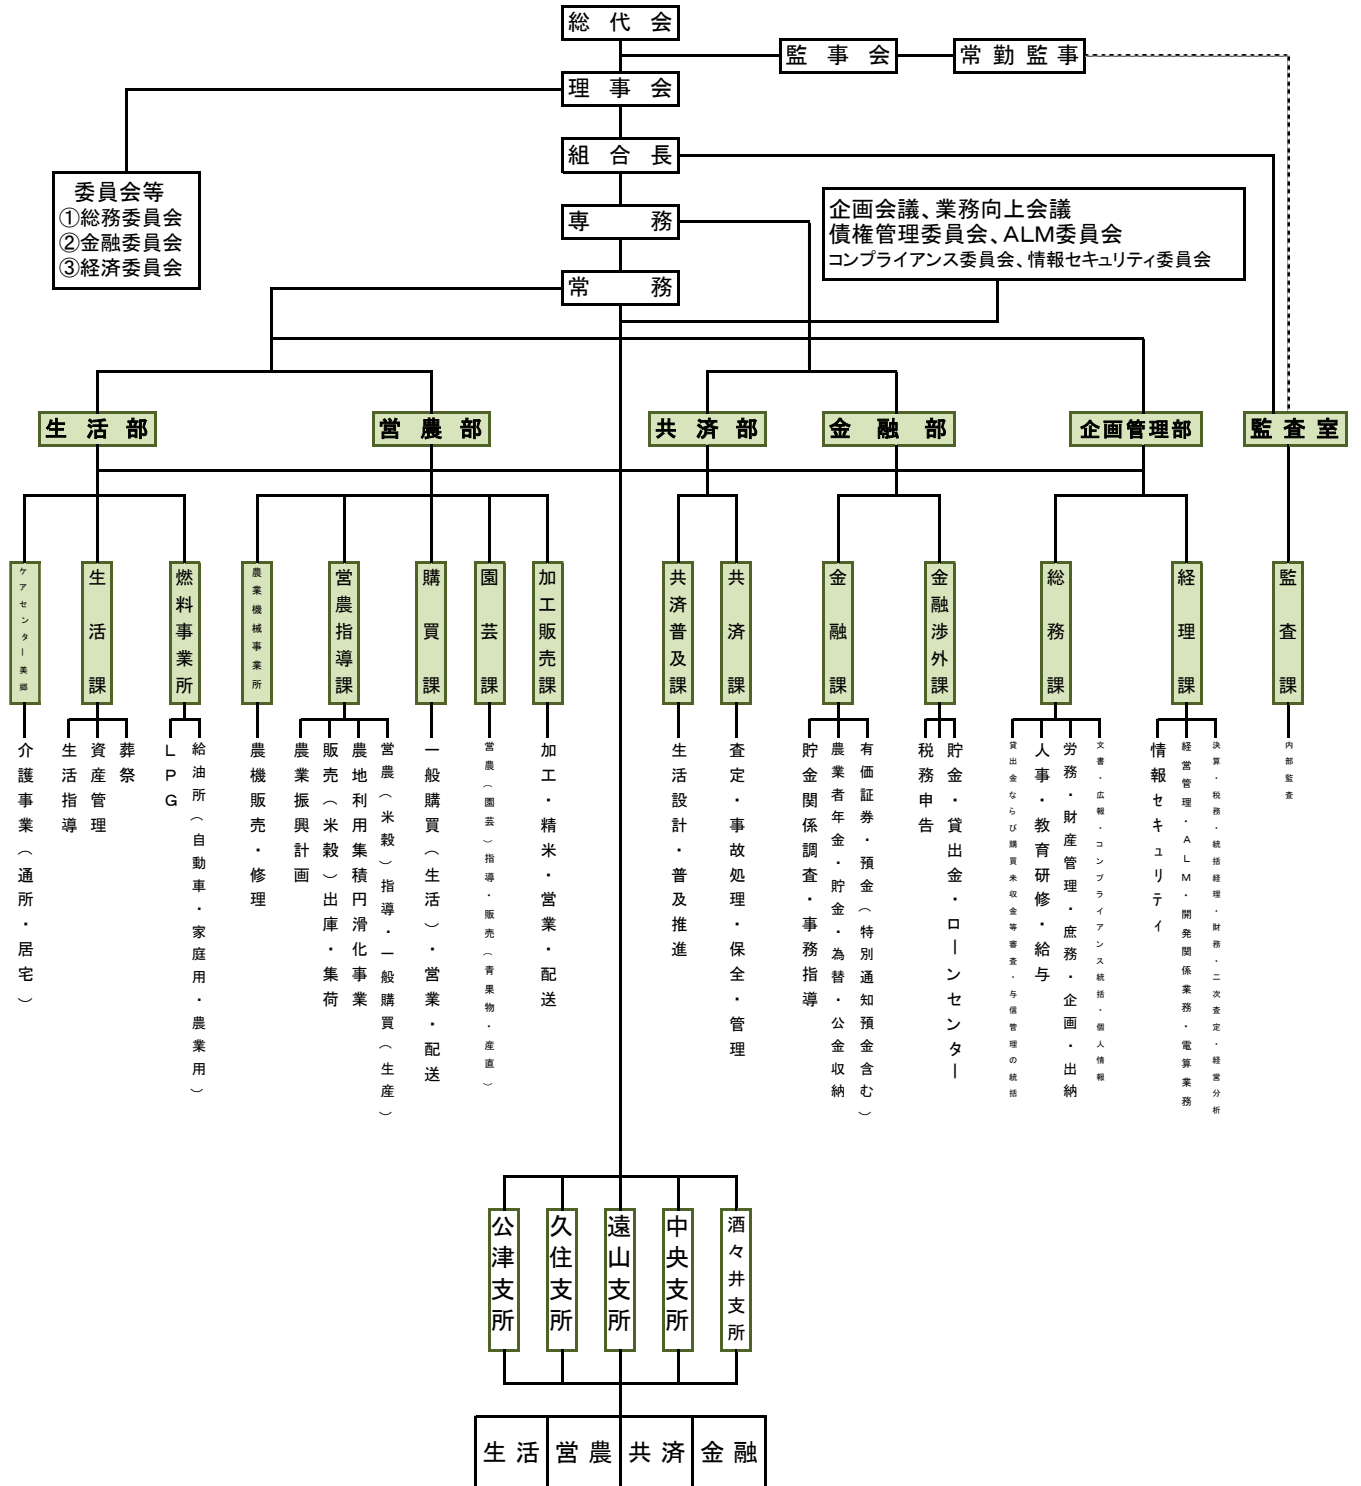 総代会
監事会
常勤監事
理事会
組合長
委員会等
①総務委員会
②金融委員会
③経済委員会
専務
企画会議、業務向上会議
債権管理委員会、ALM委員会
コンプライアンス委員会、情報セキュリティ委員会
常務
生活部
営農部
共済部
金融部
企画管理部
監査室
ケアセンター美郷
生活課
燃料事業所
農業機械事業所
営農指導課
購買課
園芸課
加工販売課
共済普及課
共済課
金融課
金融渉外課
総務課
経理課
監査課
介護事業(通所・居宅)
生活指導
資産管理
葬祭
LPG
給油所(自動車・家庭用・農業用)
農機販売・修理
農業振興計画
販売(米穀)出庫・集荷
農地利用集積円滑化事業
営農(米穀)指導・一般購買(生産)
一般購買(生活)・営業・配送
営農(園芸)指導・販売(青果物・産直)
加工・精米・営業・配送
生活設計・普及推進
査定・事故処理・保全・管理
貯金関係調査・事務指導
農業者年金・貯金・為替・公金収納
有価証券・預金(特別通知預金含む)
税務申告
貯金・貸出金・ローンセンター
貸出金ならび購買未収金等審査・与信管理の統括
人事・教育研修・給与
労務・財産管理・庶務・企画・出納
文書・広報・コンプライアンス統括・個人情報
情報セキュリティ
経営管理・ALM・開発関係業務・電算業務
決算・税務・統括経理・財務・二次査定・経営分析
内部監査
公津支所
久住支所
遠山支所
中央支所
酒々井支所
生活
営農
共済
金融